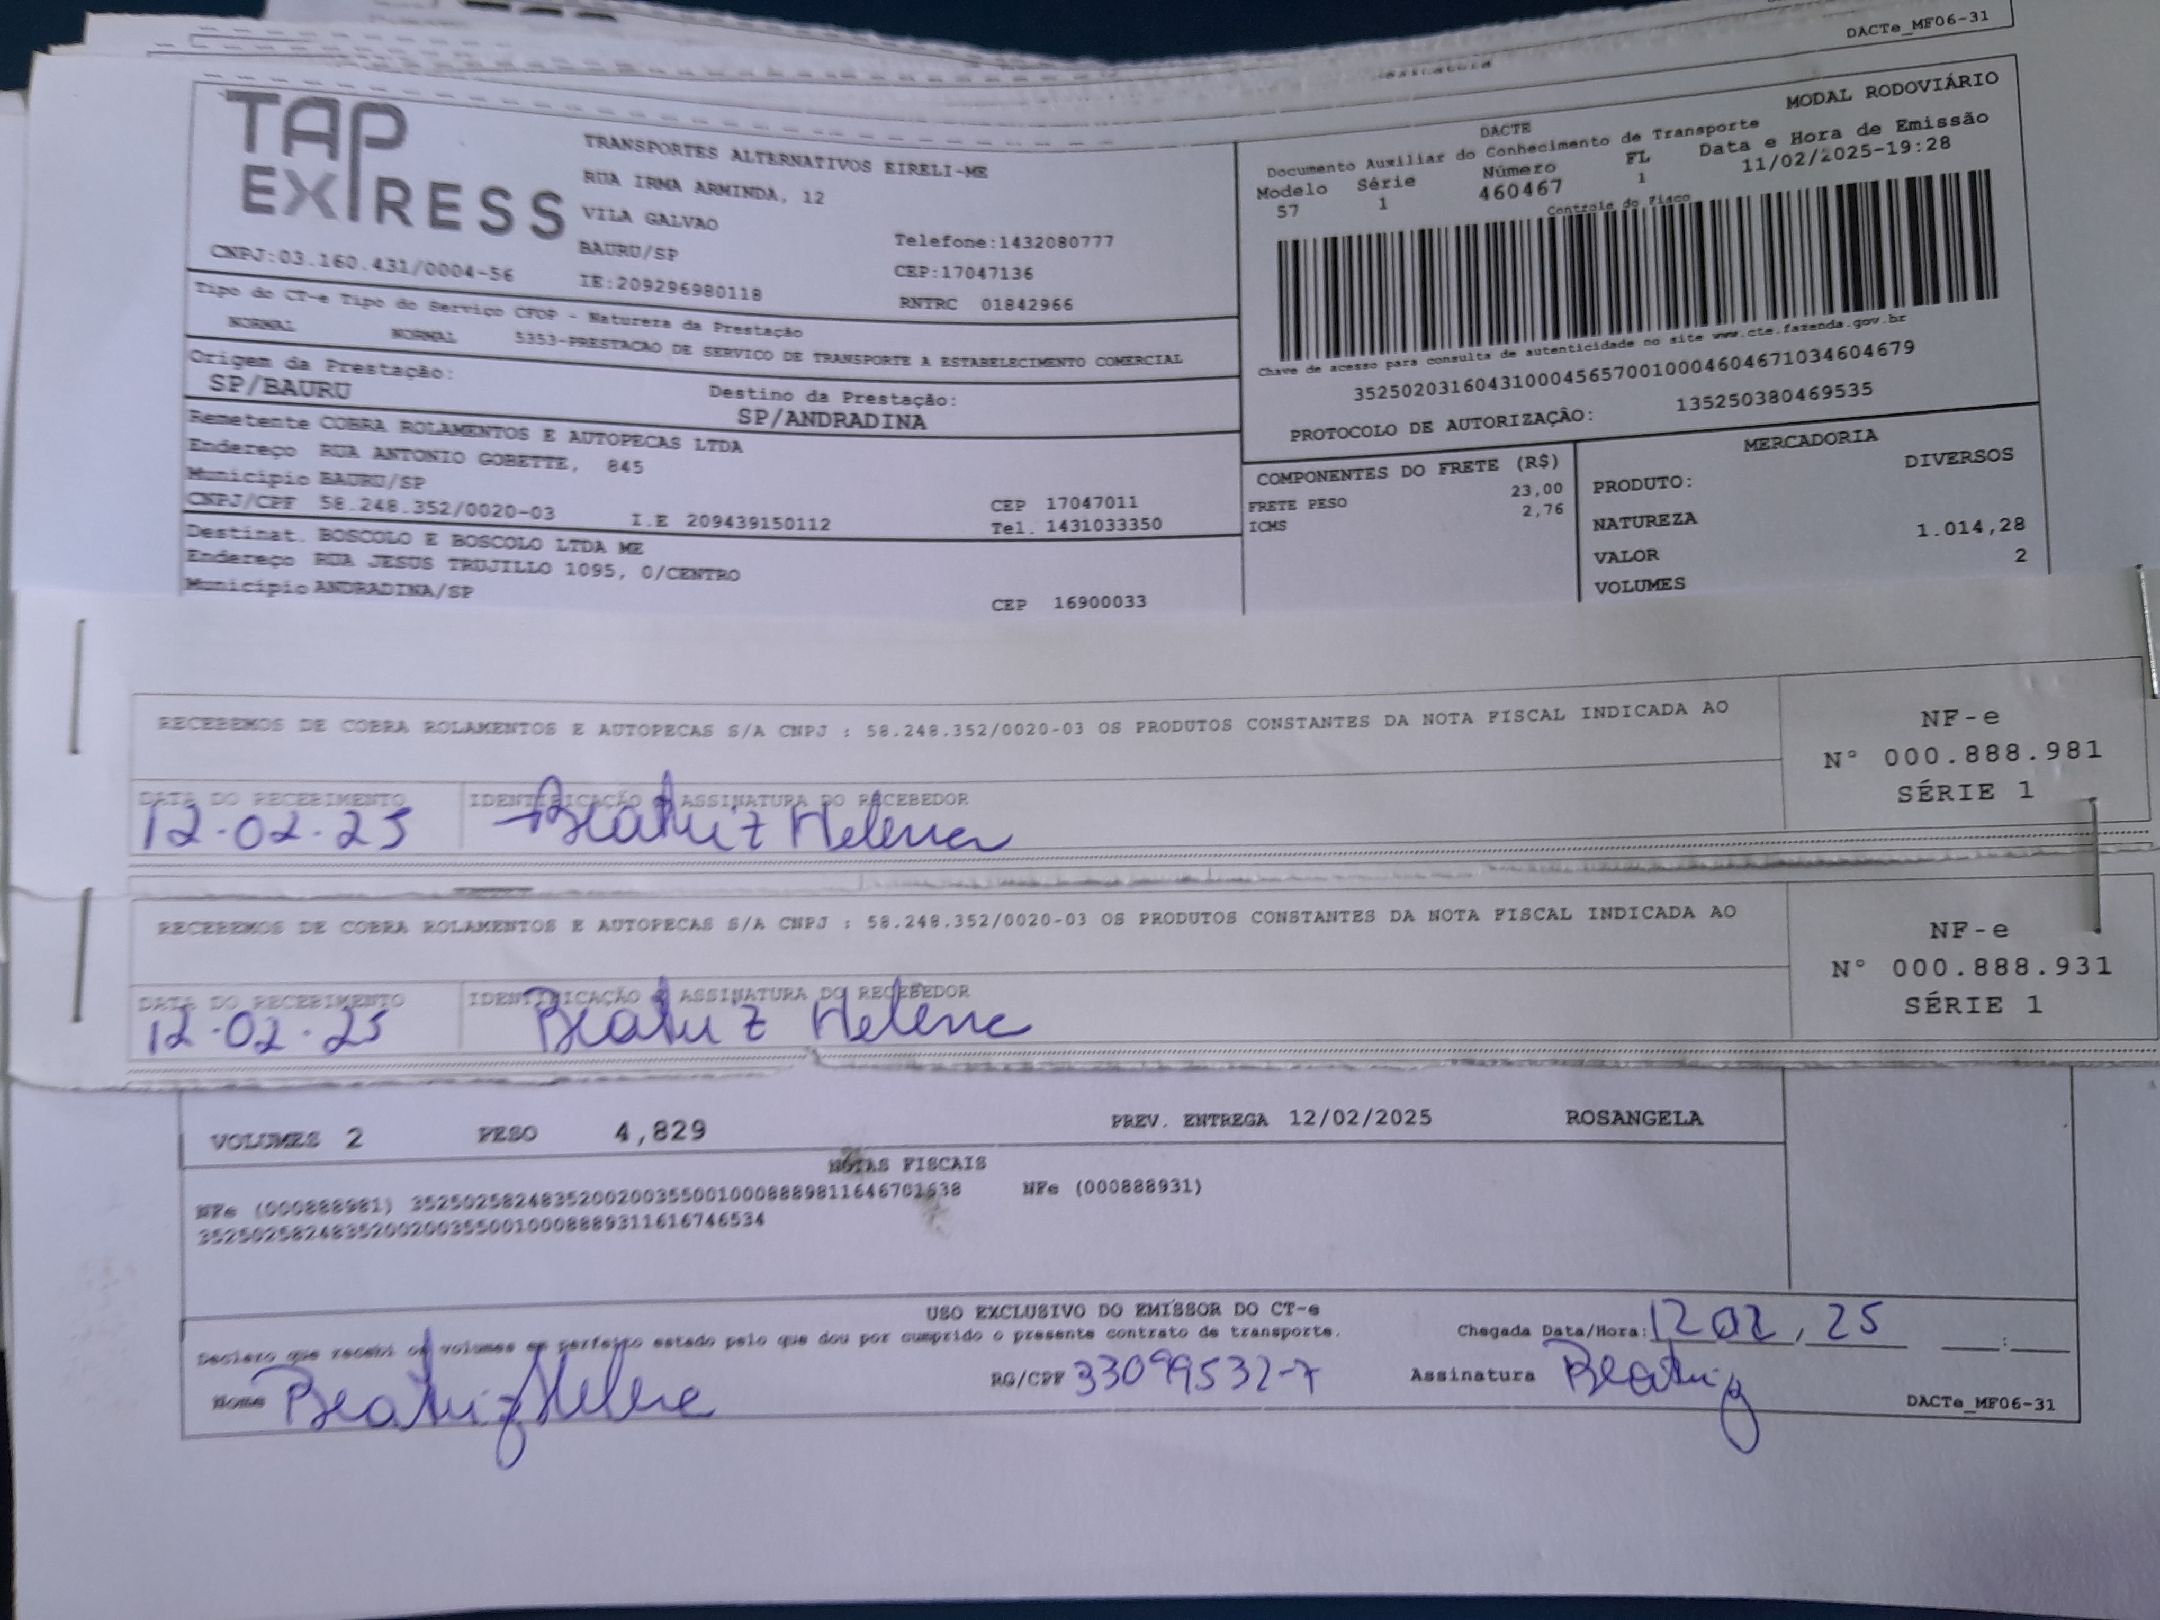 DACTe_MF06-31
Assinatura
TAP
EXPRESS
TRANSPORTES ALTERNATIVOS EIRELI-ME
RUA IRMA ARMINDA, 12
VILA GALVAO
BAURU/SP
Telefone:1432080777
CEP:17047136
CNPJ:03.160.431/0004-56
IE:209296980118
RNTRC 01842966
MODAL RODOVIÁRIO
DACTE
Documento Auxiliar do Conhecimento de Transporte
Modelo Série Número FL Data e Hora de Emissão
57 1 460467 1 11/02/2025-19:28
Controle do Fisco
Chave de acesso para consulta de autenticidade no site www.cte.fazenda.gov.br
35250203160431000456570010004604671034604679
PROTOCOLO DE AUTORIZAÇÃO: 135250380469535
Tipo do CT-e Tipo do Serviço CFOP - Natureza da Prestação
NORMAL NORMAL 5353-PRESTACAO DE SERVICO DE TRANSPORTE A ESTABELECIMENTO COMERCIAL
Origem da Prestação: Destino da Prestação:
SP/BAURU SP/ANDRADINA
Remetente COBRA ROLAMENTOS E AUTOPECAS LTDA
Endereço RUA ANTONIO GOBETTE, 845
Município BAURU/SP CEP 17047011
CNPJ/CPF 58.248.352/0020-03 I.E 209439150112 Tel. 1431033350
Destinat. BOSCOLO E BOSCOLO LTDA ME
Endereço RUA JESUS TRUJILLO 1095, 0/CENTRO
Município ANDRADINA/SP CEP 16900033
COMPONENTES DO FRETE (R$)
FRETE PESO 23,00
ICMS 2,76
MERCADORIA
PRODUTO: DIVERSOS
NATUREZA
VALOR 1.014,28
VOLUMES 2
RECEBEMOS DE COBRA ROLAMENTOS E AUTOPECAS S/A CNPJ : 58.248.352/0020-03 OS PRODUTOS CONSTANTES DA NOTA FISCAL INDICADA AO
NF-e
Nº 000.888.981
SÉRIE 1
DATA DO RECEBIMENTO IDENTIFICAÇÃO E ASSINATURA DO RECEBEDOR
12-02-25 Beatriz Helena
RECEBEMOS DE COBRA ROLAMENTOS E AUTOPECAS S/A CNPJ : 58.248.352/0020-03 OS PRODUTOS CONSTANTES DA NOTA FISCAL INDICADA AO
NF-e
Nº 000.888.931
SÉRIE 1
DATA DO RECEBIMENTO IDENTIFICAÇÃO E ASSINATURA DO RECEBEDOR
12-02-25 Beatriz Helena
VOLUMES 2 PESO 4,829 PREV. ENTREGA 12/02/2025 ROSANGELA
NOTAS FISCAIS
NFe (000888981) 35250258248352002003550010008889811646701638 NFe (000888931)
35250258248352002003550010008889311616746534
USO EXCLUSIVO DO EMISSOR DO CT-e
Declaro que recebi os volumes em perfeito estado pelo que dou por cumprido o presente contrato de transporte. Chegada Data/Hora: 12 02, 25 :
Nome Beatriz Helena RG/CPF 33099532-7 Assinatura Beatriz
DACTe_MF06-31